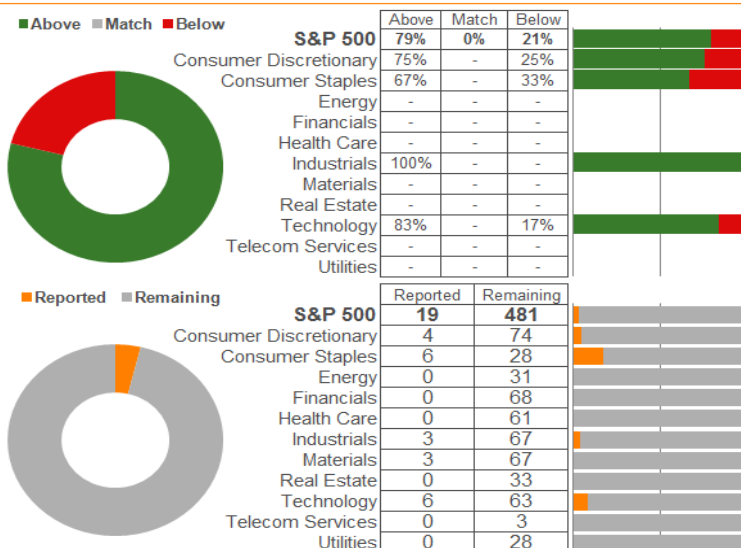 Above Match Below
Above Match Below
S&P 500 79% 0% 21%
Consumer Discretionary 75% - 25%
Consumer Staples 67% - 33%
Energy - - -
Financials - - -
Health Care - - -
Industrials 100% - -
Materials - - -
Real Estate - - -
Technology 83% - 17%
Telecom Services - - -
Utilities - - -
Reported Remaining
Reported Remaining
S&P 500 19 481
Consumer Discretionary 4 74
Consumer Staples 6 28
Energy 0 31
Financials 0 68
Health Care 0 61
Industrials 3 67
Materials 3 67
Real Estate 0 33
Technology 6 63
Telecom Services 0 3
Utilities 0 28